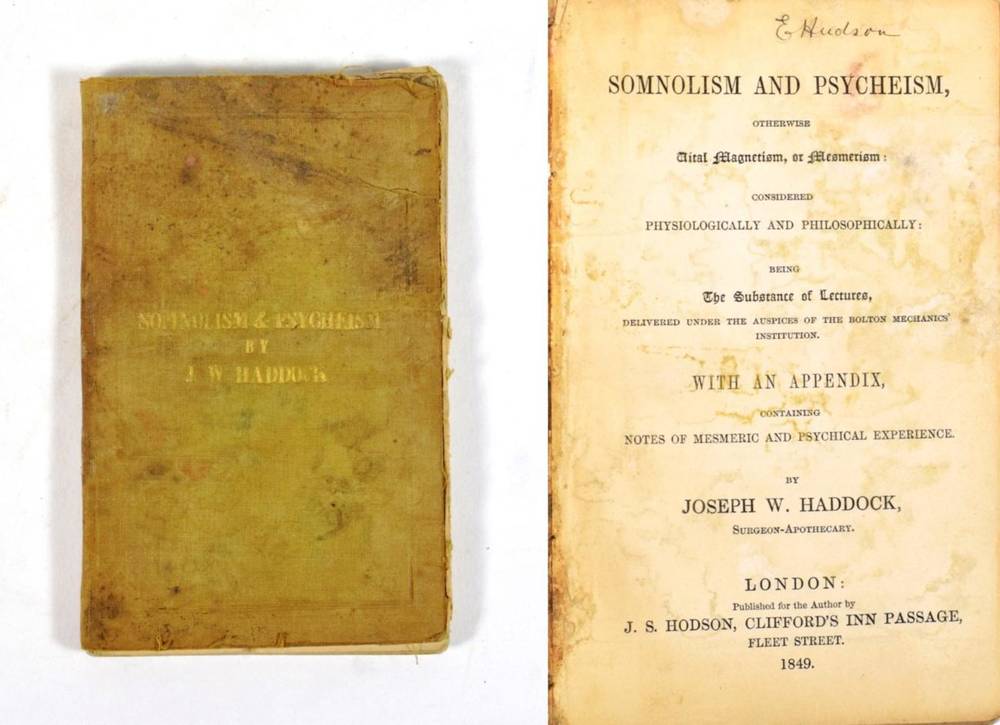 SOMNOLISM & PSYCHEISM
BY
J. W. HADDOCK
E Hudson
SOMNOLISM AND PSYCHEISM,
OTHERWISE
Vital Magnetism, or Mesmerism:
CONSIDERED
PHYSIOLOGICALLY AND PHILOSOPHICALLY:
BEING
The Substance of Lectures,
DELIVERED UNDER THE AUSPICES OF THE BOLTON MECHANICS'
INSTITUTION.
WITH AN APPENDIX,
CONTAINING
NOTES OF MESMERIC AND PSYCHICAL EXPERIENCE.
BY
JOSEPH W. HADDOCK,
SURGEON-APOTHECARY.
LONDON:
Published for the Author by
J. S. HODSON, CLIFFORD'S INN PASSAGE,
FLEET STREET.
1849.